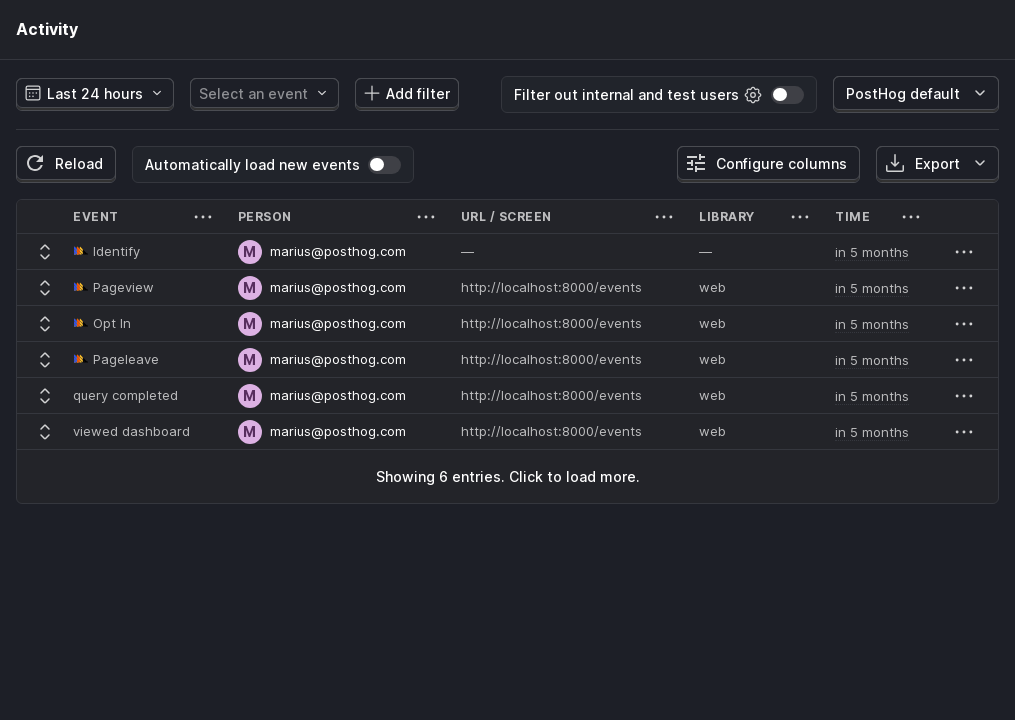 Activity
Last 24 hours Select an event Add filter Filter out internal and test users PostHog default
Reload Automatically load new events Configure columns Export
EVENT PERSON URL / SCREEN LIBRARY TIME
Identify M marius@posthog.com — — in 5 months
Pageview M marius@posthog.com http://localhost:8000/events web in 5 months
Opt In M marius@posthog.com http://localhost:8000/events web in 5 months
Pageleave M marius@posthog.com http://localhost:8000/events web in 5 months
query completed M marius@posthog.com http://localhost:8000/events web in 5 months
viewed dashboard M marius@posthog.com http://localhost:8000/events web in 5 months
Showing 6 entries. Click to load more.